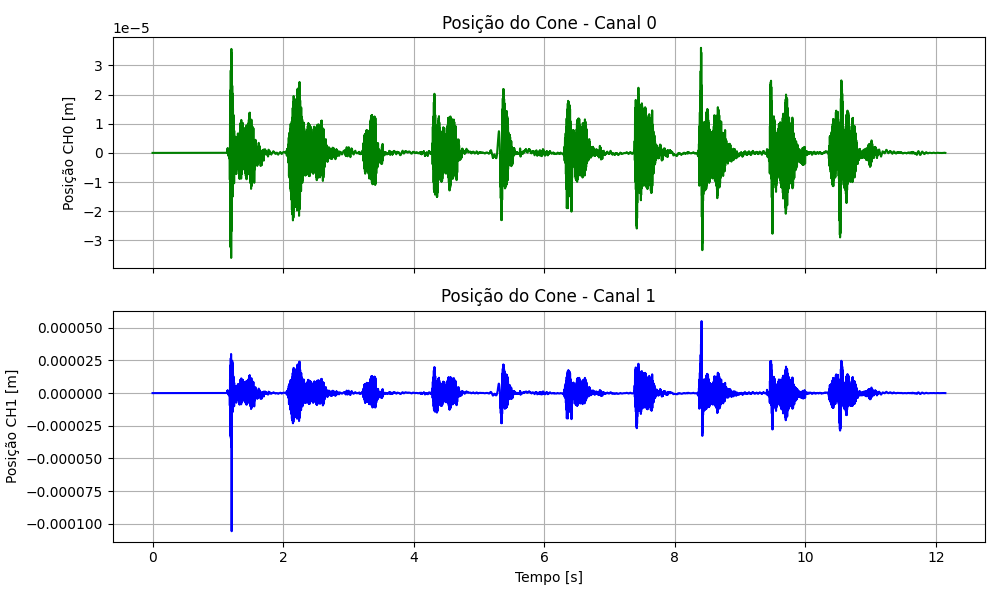 Posição do Cone - Canal 0
1e−5
3
2
1
0
−1
−2
−3
Posição CH0 [m]
Posição do Cone - Canal 1
0.000050
0.000025
0.000000
−0.000025
−0.000050
−0.000075
−0.000100
Posição CH1 [m]
0 2 4 6 8 10 12
Tempo [s]